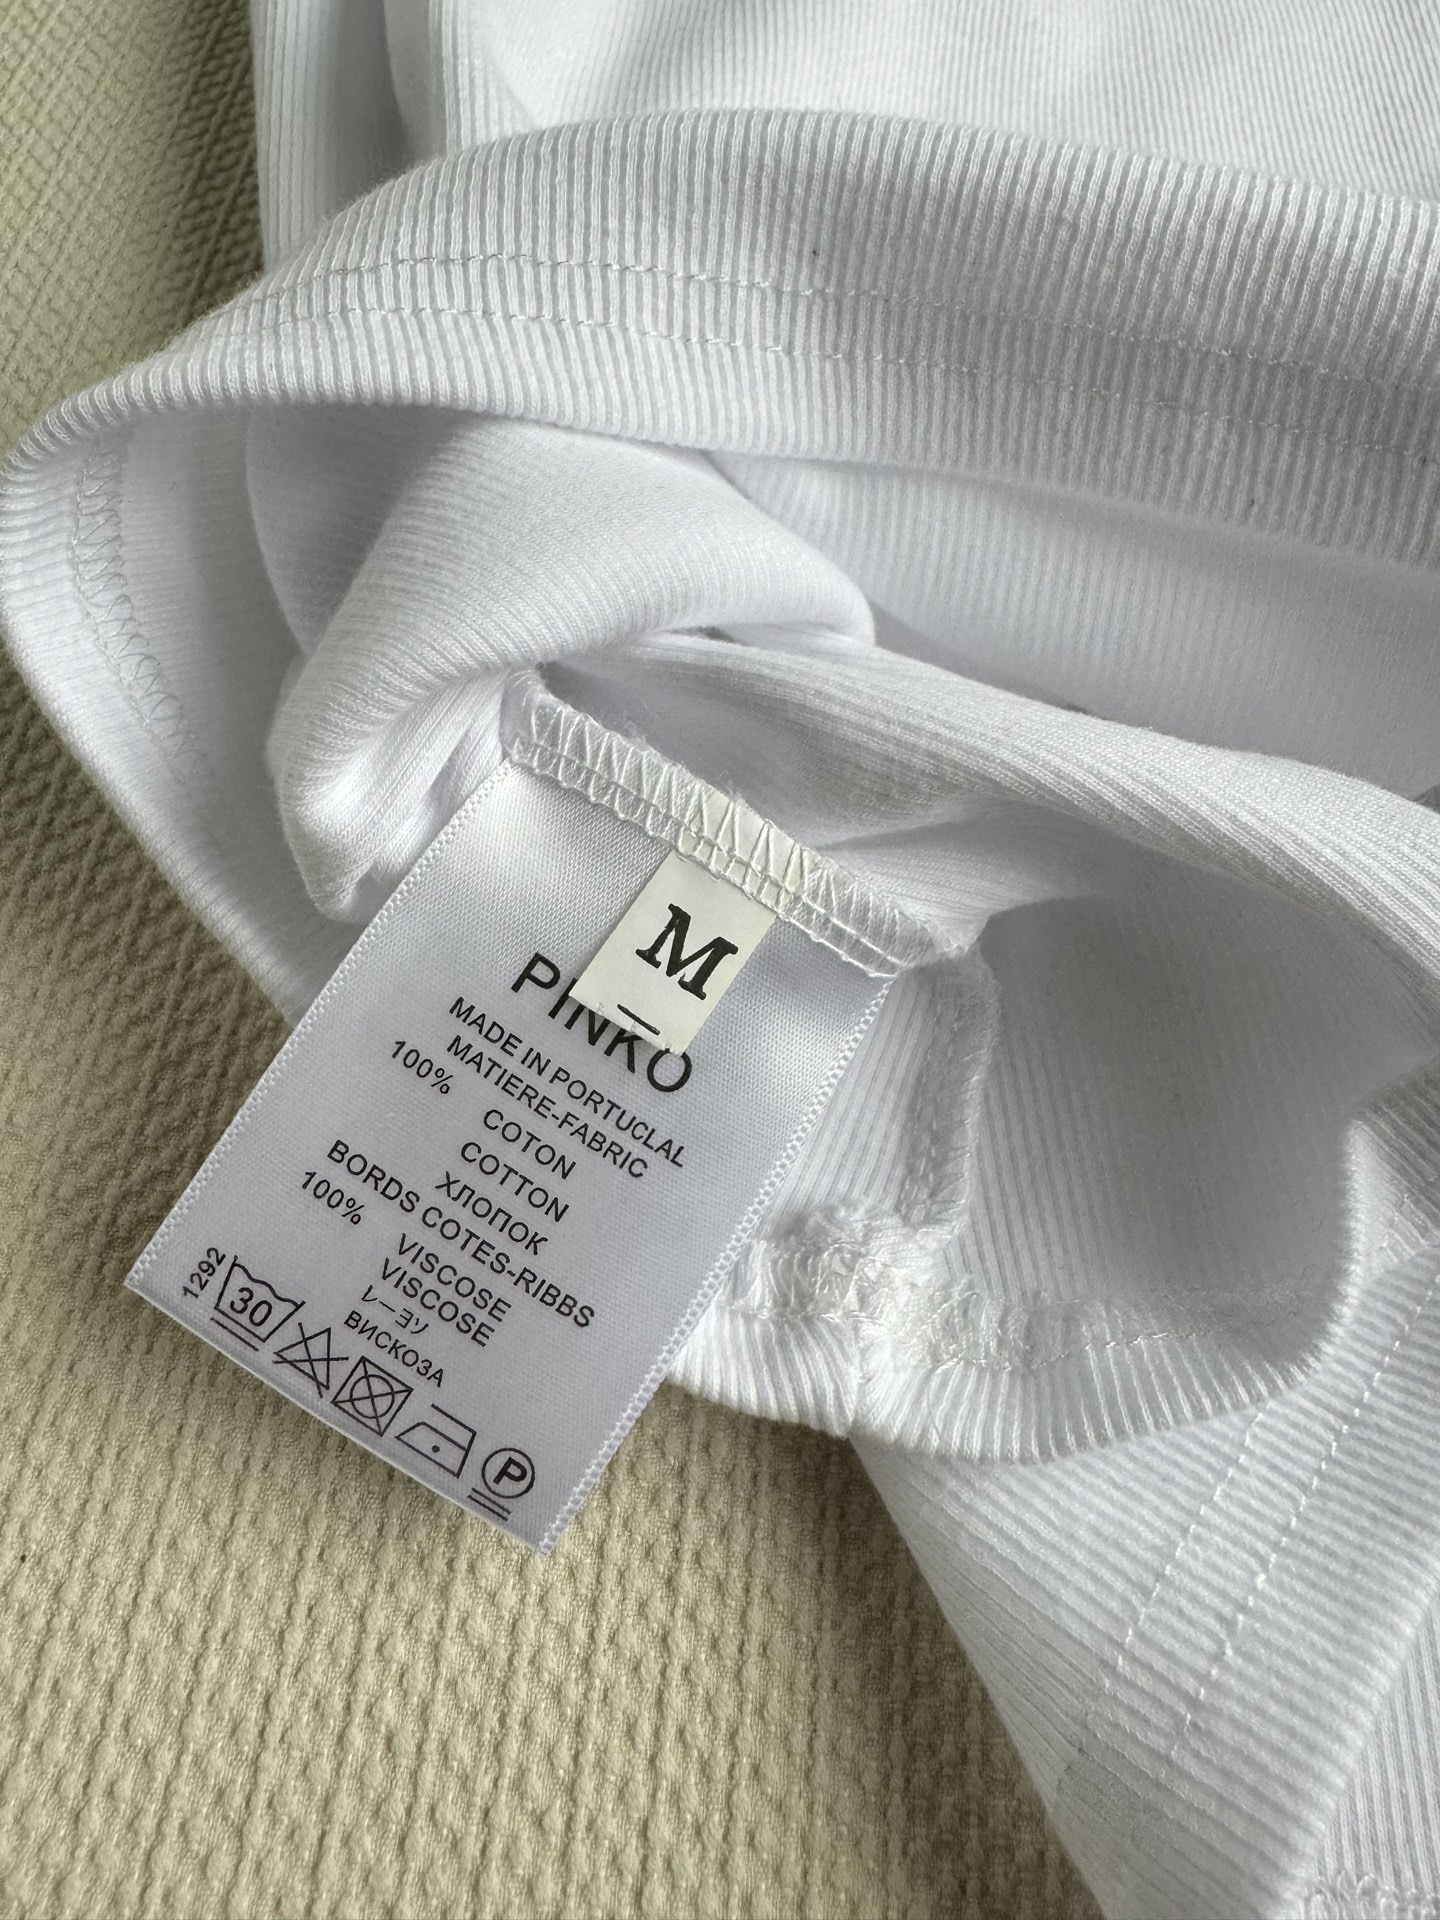 M
PINKO
MADE IN PORTUCLAL
MATIERE-FABRIC
100%
COTON
COTTON
ХЛОПОК
BORDS COTES-RIBBS
100%
VISCOSE
VISCOSE
レーヨソ
ВИСКОЗА
1292
30
P